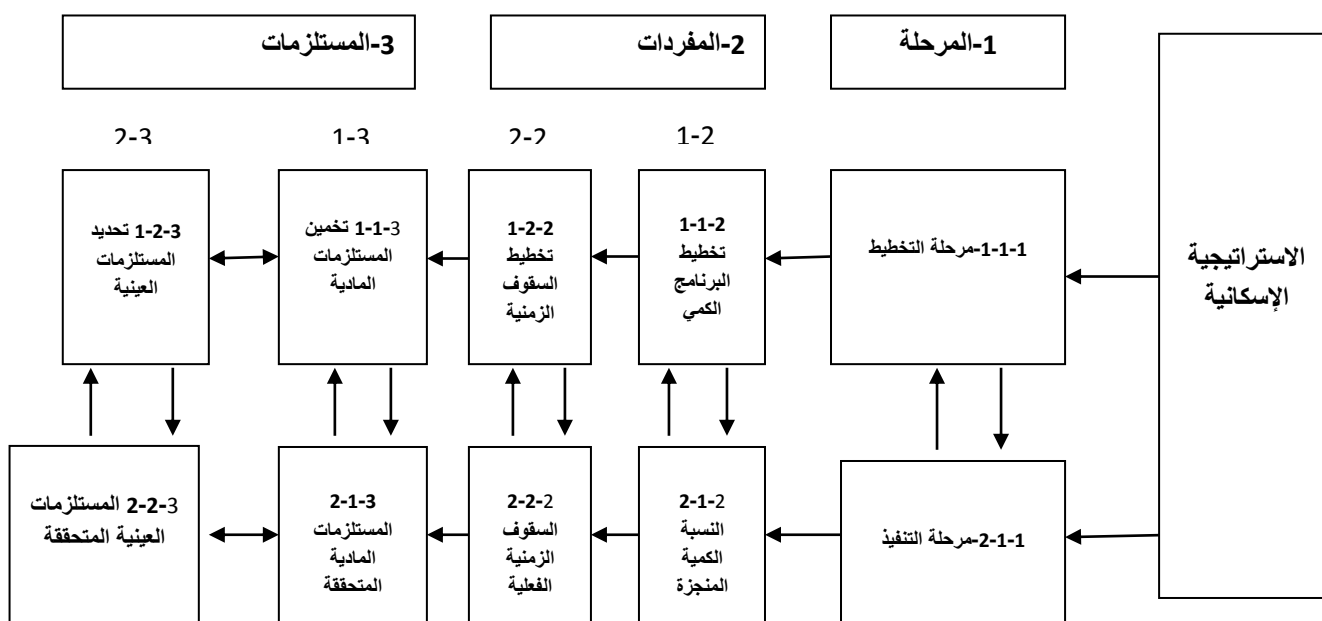 الاستراتيجية
الإسكانية
1-المرحلة
2-المفردات
3-المستلزمات
1-2
2-2
1-3
2-3
1-1-1-مرحلة التخطيط
1-1-2
تخطيط
البرنامج
الكمي
1-2-2
تخطيط
السقوف
الزمنية
1-1-3 تخمين
المستلزمات
المادية
1-2-3 تحديد
المستلزمات
العينية
2-1-1-مرحلة التنفيذ
2-1-2
النسبة
الكمية
المنجزة
2-2-2
السقوف
الزمنية
الفعلية
2-1-3
المستلزمات
المادية
المتحققة
2-2-3 المستلزمات
العينية المتحققة